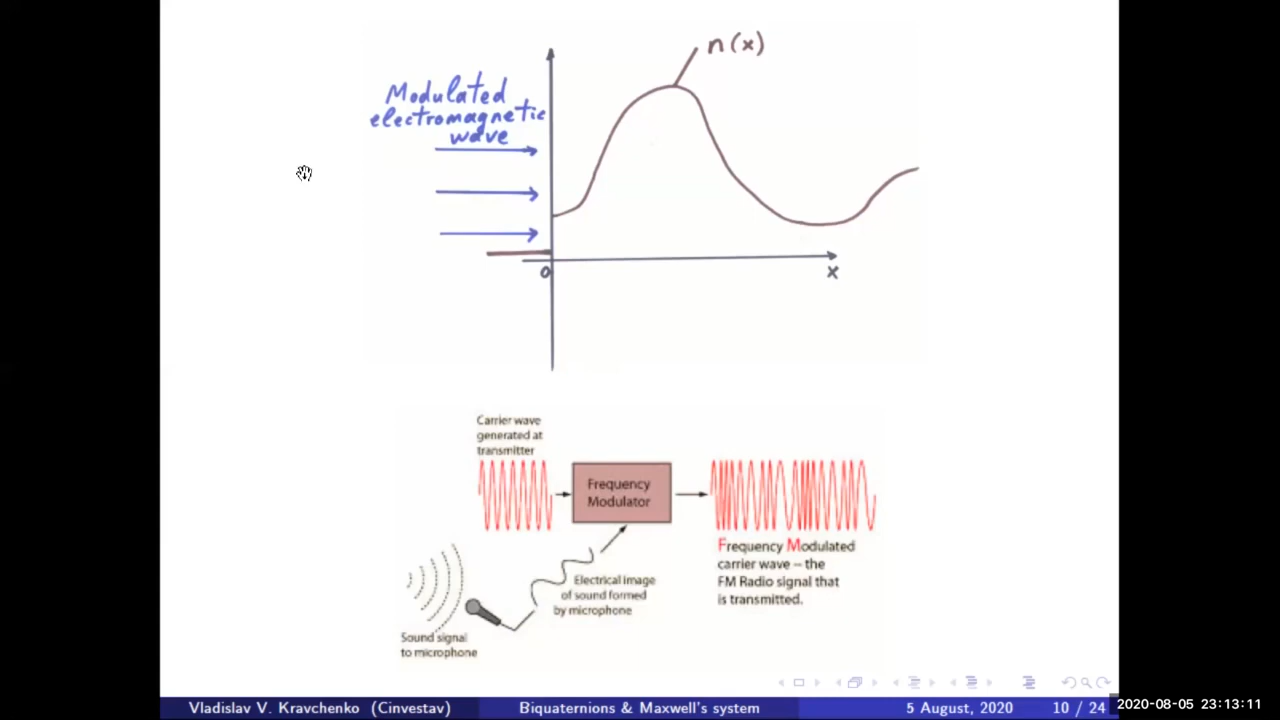 n(x)
Modulated
electromagnetic
wave
0
x
Carrier wave
generated at
transmitter
Frequency
Modulator
Frequency Modulated
carrier wave – the
FM Radio signal that
is transmitted.
Electrical image
of sound formed
by microphone
Sound signal
to microphone
Vladislav V. Kravchenko (Cinvestav) Biquaternions & Maxwell's system 5 August, 2020 10 / 24
2020-08-05 23:13:11